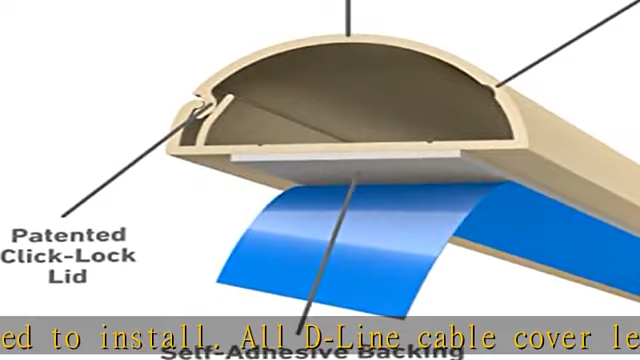 Patented
Click-Lock
Lid
ed to install. All D-Line cable cover le
Self-Adhesive Backing